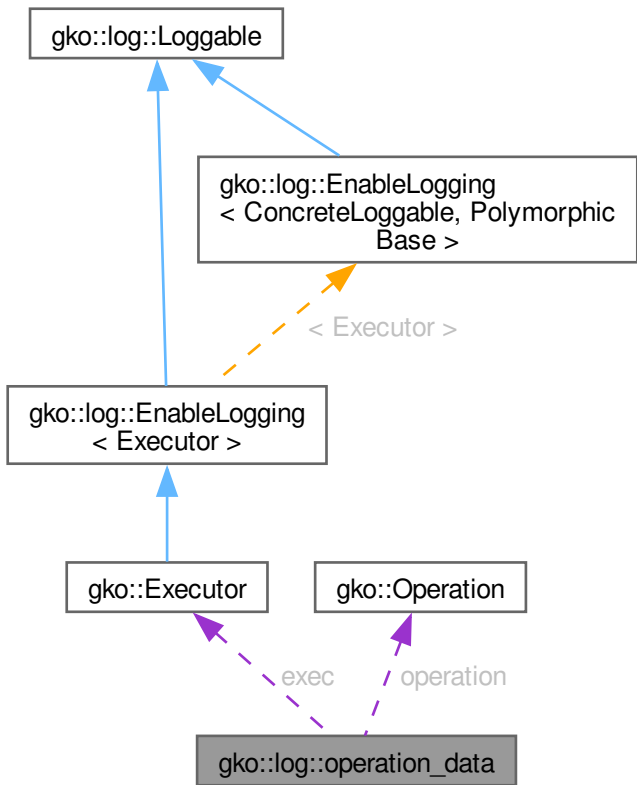 gko::log::Loggable
gko::log::EnableLogging
< ConcreteLoggable, Polymorphic
Base >
< Executor >
gko::log::EnableLogging
< Executor >
gko::Executor
gko::Operation
exec
operation
gko::log::operation_data